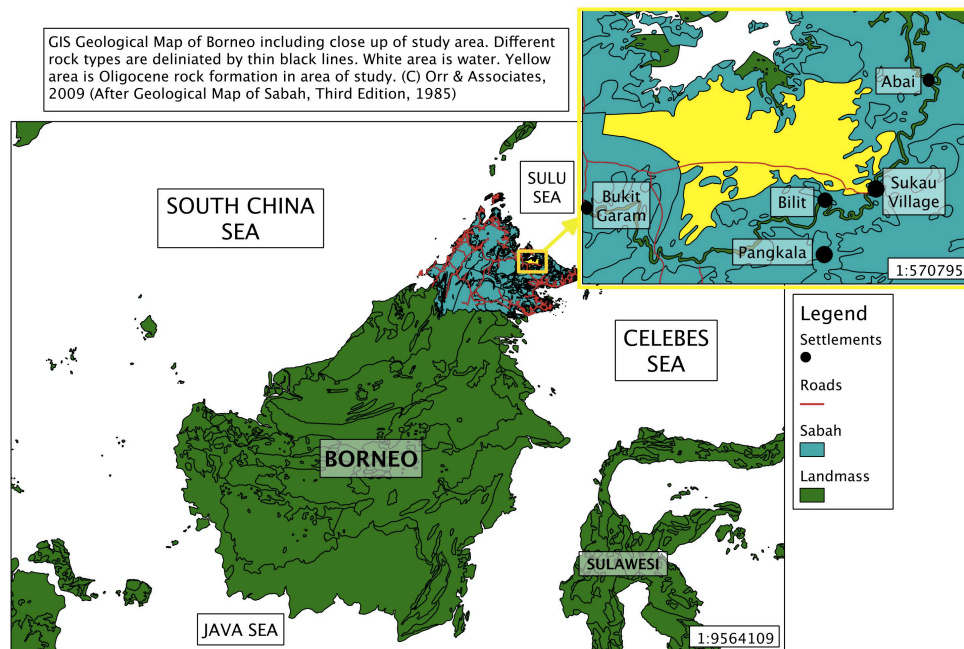 GIS Geological Map of Borneo including close up of study area. Different
rock types are deliniated by thin black lines. White area is water. Yellow
area is Oligocene rock formation in area of study. (C) Orr & Associates,
2009 (After Geological Map of Sabah, Third Edition, 1985)
Abai
Bukit
Garam
Bilit
Sukau
Village
Pangkala
1:570795
SOUTH CHINA
SEA
SULU
SEA
CELEBES
SEA
BORNEO
SULAWESI
JAVA SEA
1:9564109
Legend
Settlements
Roads
Sabah
Landmass